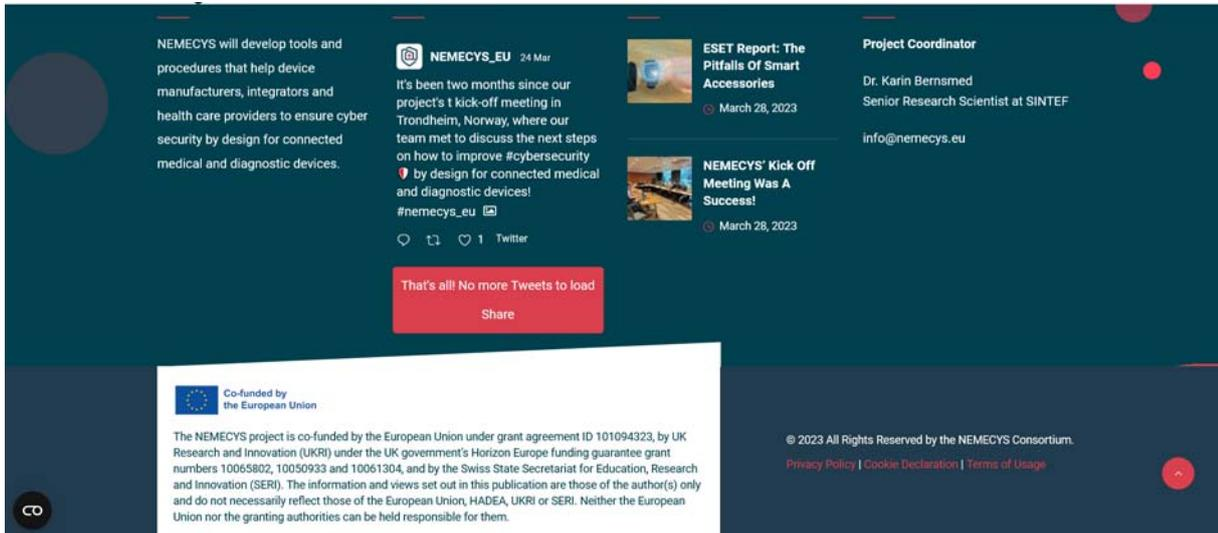 NEMECYS will develop tools and
procedures that help device
manufacturers, integrators and
health care providers to ensure cyber
security by design for connected
medical and diagnostic devices.
NEMECYS_EU 24 Mar
It's been two months since our
project's t kick-off meeting in
Trondheim, Norway, where our
team met to discuss the next steps
on how to improve #cybersecurity
by design for connected medical
and diagnostic devices!
#nemecys_eu
1 Twitter
That's all! No more Tweets to load
Share
ESET Report: The
Pitfalls Of Smart
Accessories
March 28, 2023
NEMECYS' Kick Off
Meeting Was A
Success!
March 28, 2023
Project Coordinator
Dr. Karin Bernsmed
Senior Research Scientist at SINTEF
info@nemecys.eu
Co-funded by
the European Union
The NEMECYS project is co-funded by the European Union under grant agreement ID 101094323, by UK
Research and Innovation (UKRI) under the UK government's Horizon Europe funding guarantee grant
numbers 10065802, 10050933 and 10061304, and by the Swiss State Secretariat for Education, Research
and Innovation (SERI). The information and views set out in this publication are those of the author(s) only
and do not necessarily reflect those of the European Union, HADEA, UKRI or SERI. Neither the European
Union nor the granting authorities can be held responsible for them.
© 2023 All Rights Reserved by the NEMECYS Consortium.
Privacy Policy | Cookie Declaration | Terms of Usage